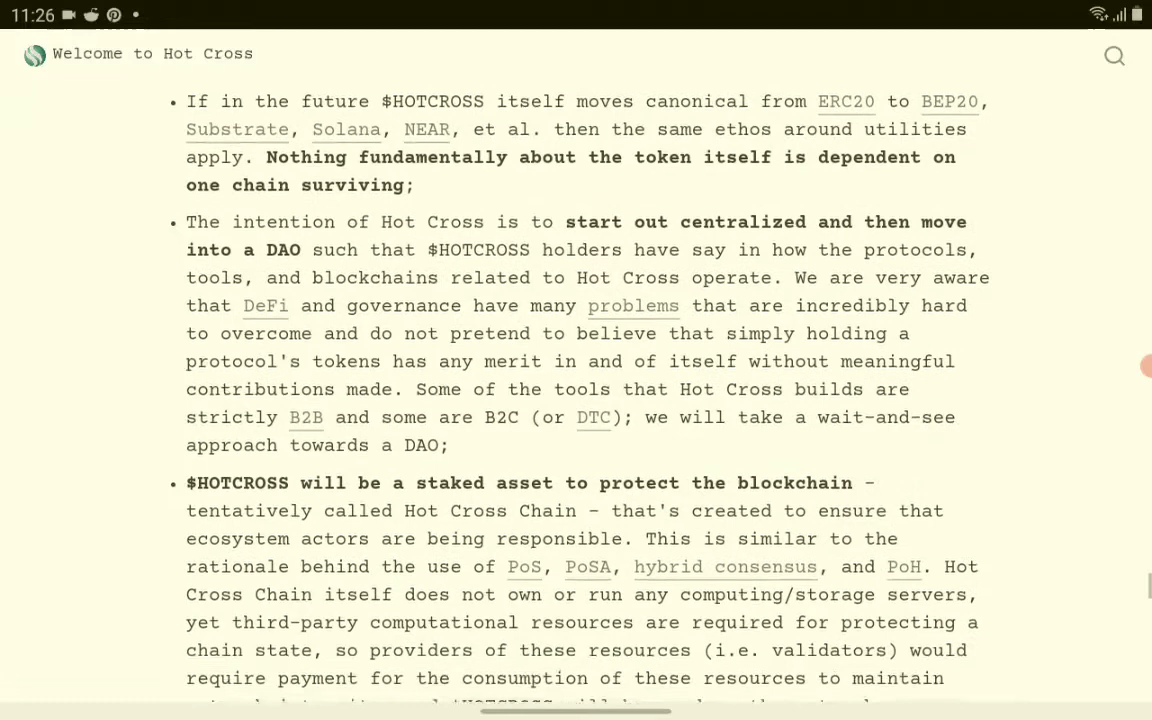 11:26
Welcome to Hot Cross
• If in the future $HOTCROSS itself moves canonical from ERC20 to BEP20,
Substrate, Solana, NEAR, et al. then the same ethos around utilities
apply. Nothing fundamentally about the token itself is dependent on
one chain surviving;
• The intention of Hot Cross is to start out centralized and then move
into a DAO such that $HOTCROSS holders have say in how the protocols,
tools, and blockchains related to Hot Cross operate. We are very aware
that DeFi and governance have many problems that are incredibly hard
to overcome and do not pretend to believe that simply holding a
protocol's tokens has any merit in and of itself without meaningful
contributions made. Some of the tools that Hot Cross builds are
strictly B2B and some are B2C (or DTC); we will take a wait-and-see
approach towards a DAO;
• $HOTCROSS will be a staked asset to protect the blockchain -
tentatively called Hot Cross Chain - that's created to ensure that
ecosystem actors are being responsible. This is similar to the
rationale behind the use of PoS, PoSA, hybrid consensus, and PoH. Hot
Cross Chain itself does not own or run any computing/storage servers,
yet third-party computational resources are required for protecting a
chain state, so providers of these resources (i.e. validators) would
require payment for the consumption of these resources to maintain